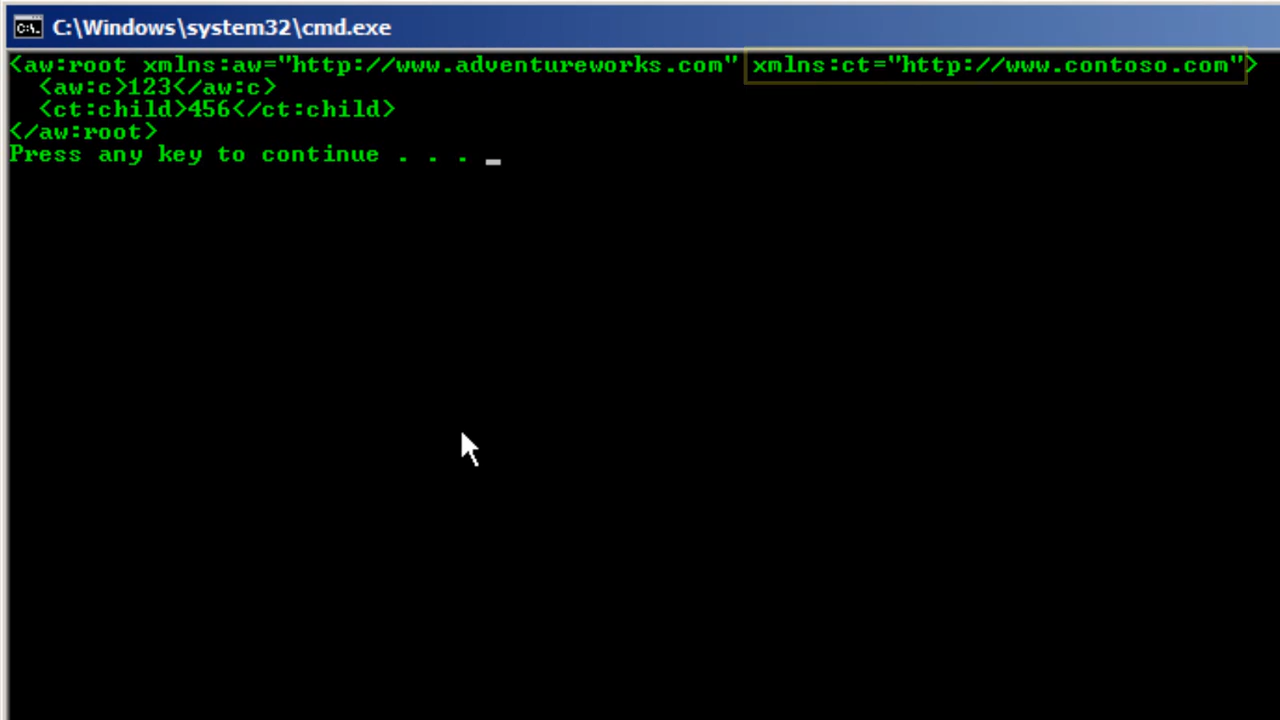 C:\Windows\system32\cmd.exe
<aw:root xmlns:aw="http://www.adventureworks.com" xmlns:ct="http://www.contoso.com">
  <aw:c>123</aw:c>
  <ct:child>456</ct:child>
</aw:root>
Press any key to continue . . . _